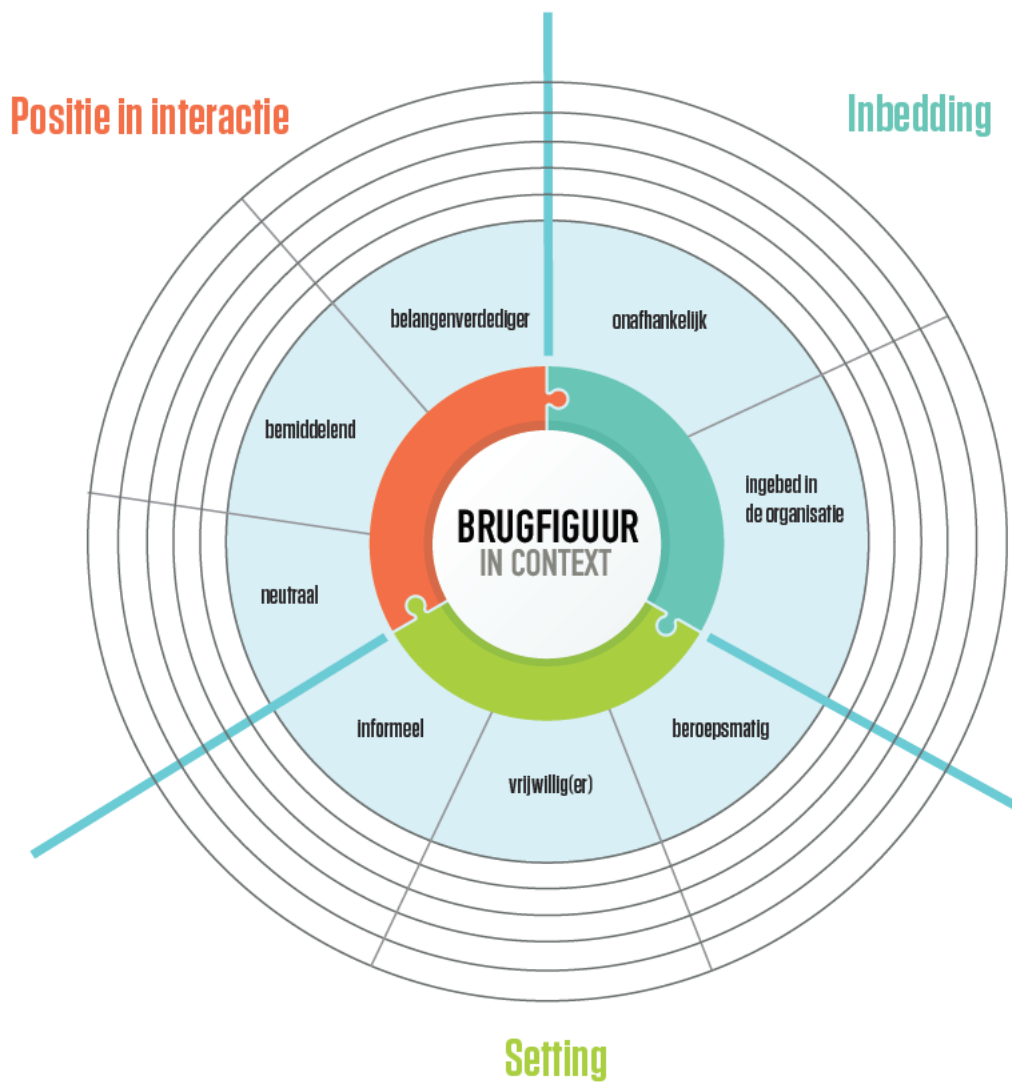 Positie in interactie
Inbedding
belangenverdediger
onafhankelijk
bemiddelend
ingebed in
de organisatie
BRUGFIGUUR
IN CONTEXT
neutraal
informeel
beroepsmatig
vrijwillig(er)
Setting